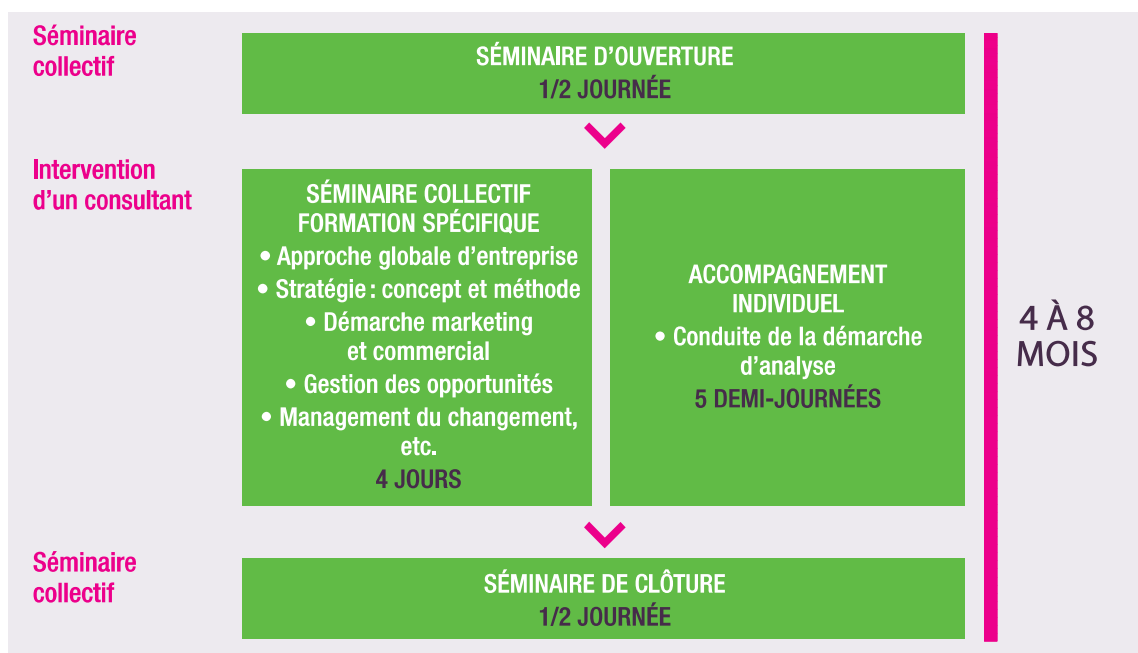 Séminaire
collectif
SÉMINAIRE D'OUVERTURE
1/2 JOURNÉE
Intervention
d'un consultant
SÉMINAIRE COLLECTIF
FORMATION SPÉCIFIQUE
• Approche globale d'entreprise
• Stratégie : concept et méthode
• Démarche marketing
et commercial
• Gestion des opportunités
• Management du changement,
etc.
4 JOURS
ACCOMPAGNEMENT
INDIVIDUEL
• Conduite de la démarche
d'analyse
5 DEMI-JOURNÉES
4 À 8
MOIS
Séminaire
collectif
SÉMINAIRE DE CLÔTURE
1/2 JOURNÉE